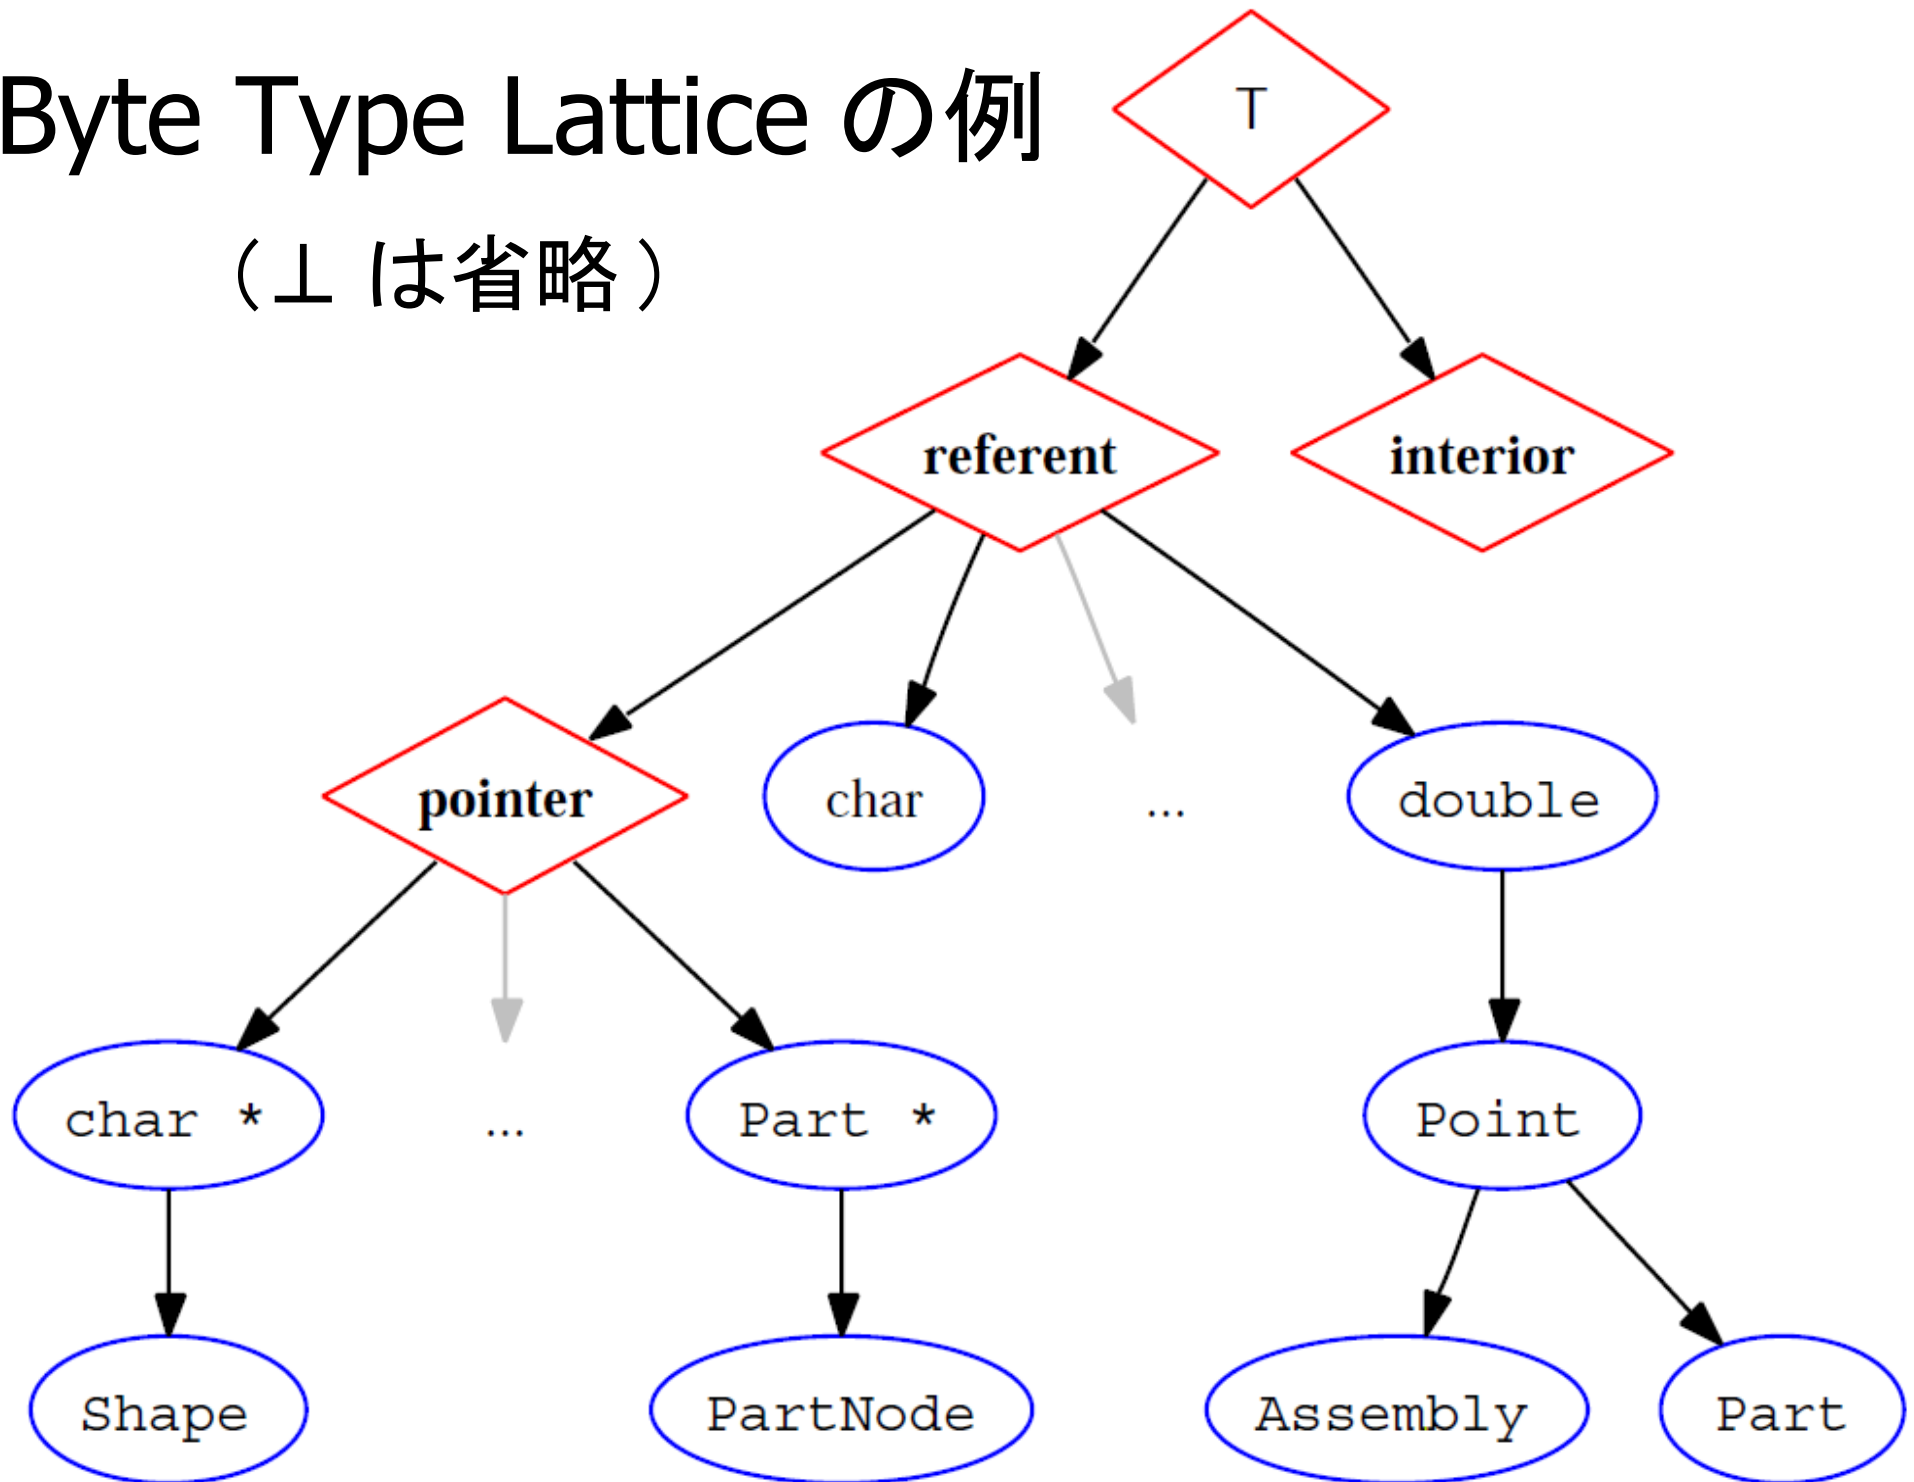 Byte Type Lattice の例
T
（⊥ は省略）
referent
interior
pointer
char
...
double
char *
...
Part *
Point
Shape
PartNode
Assembly
Part